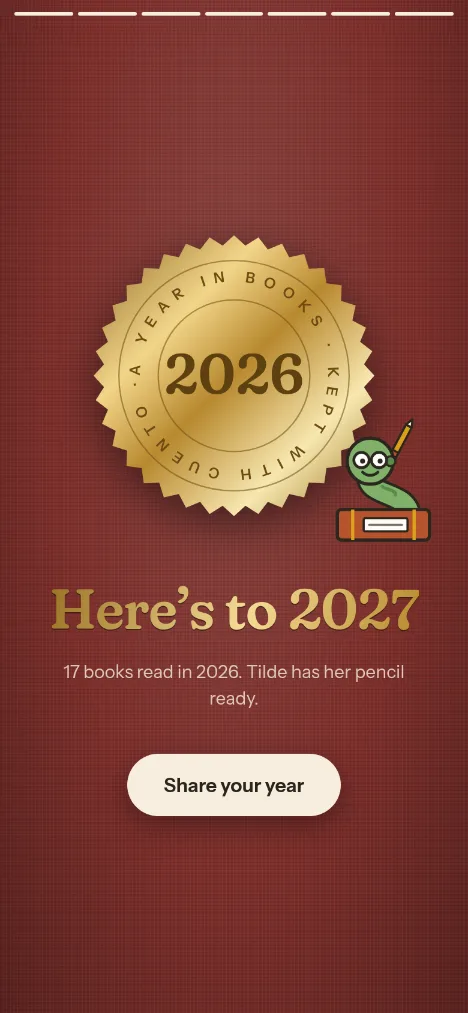 · A YEAR IN BOOKS · KEPT WITH CUENTO
2026
Here’s to 2027
17 books read in 2026. Tilde has her pencil
ready.
Share your year